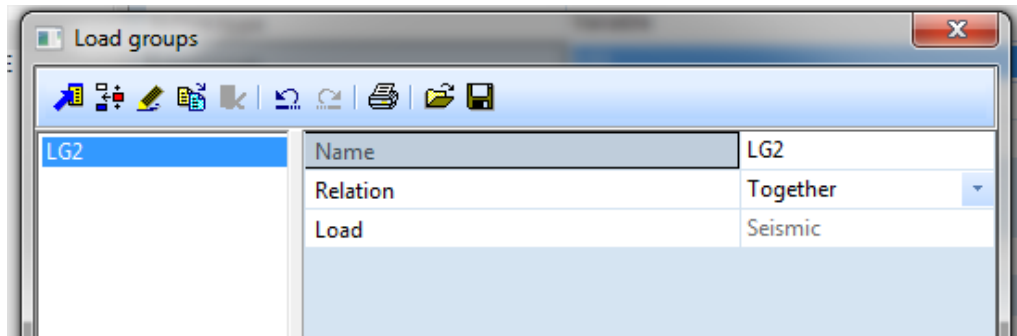 Load groups
LG2
Name LG2
Relation Together
Load Seismic